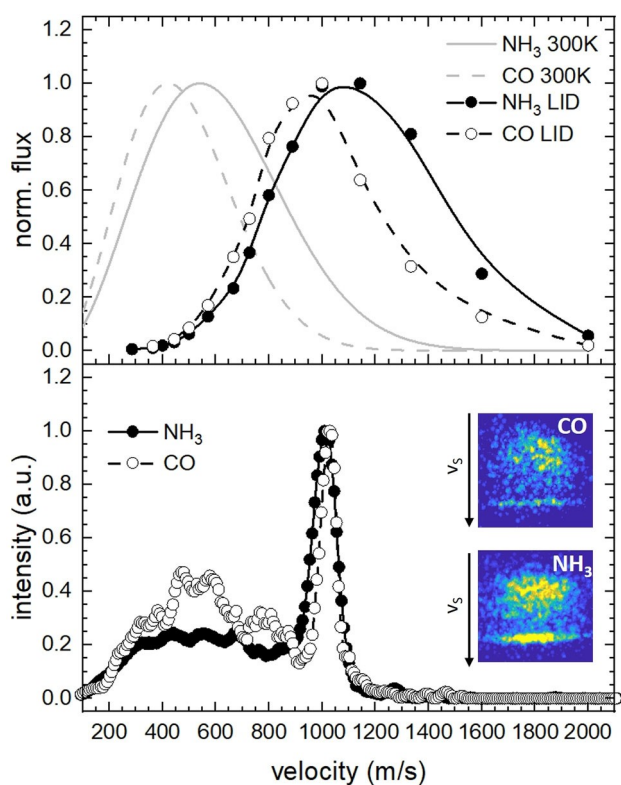 1.2
1.0
0.8
0.6
0.4
0.2
0.0
norm. flux
NH₃ 300K
CO 300K
NH₃ LID
CO LID
1.2
1.0
0.8
0.6
0.4
0.2
0.0
intensity (a.u.)
NH₃
CO
CO
vₛ
NH₃
vₛ
200 400 600 800 1000 1200 1400 1600 1800 2000
velocity (m/s)